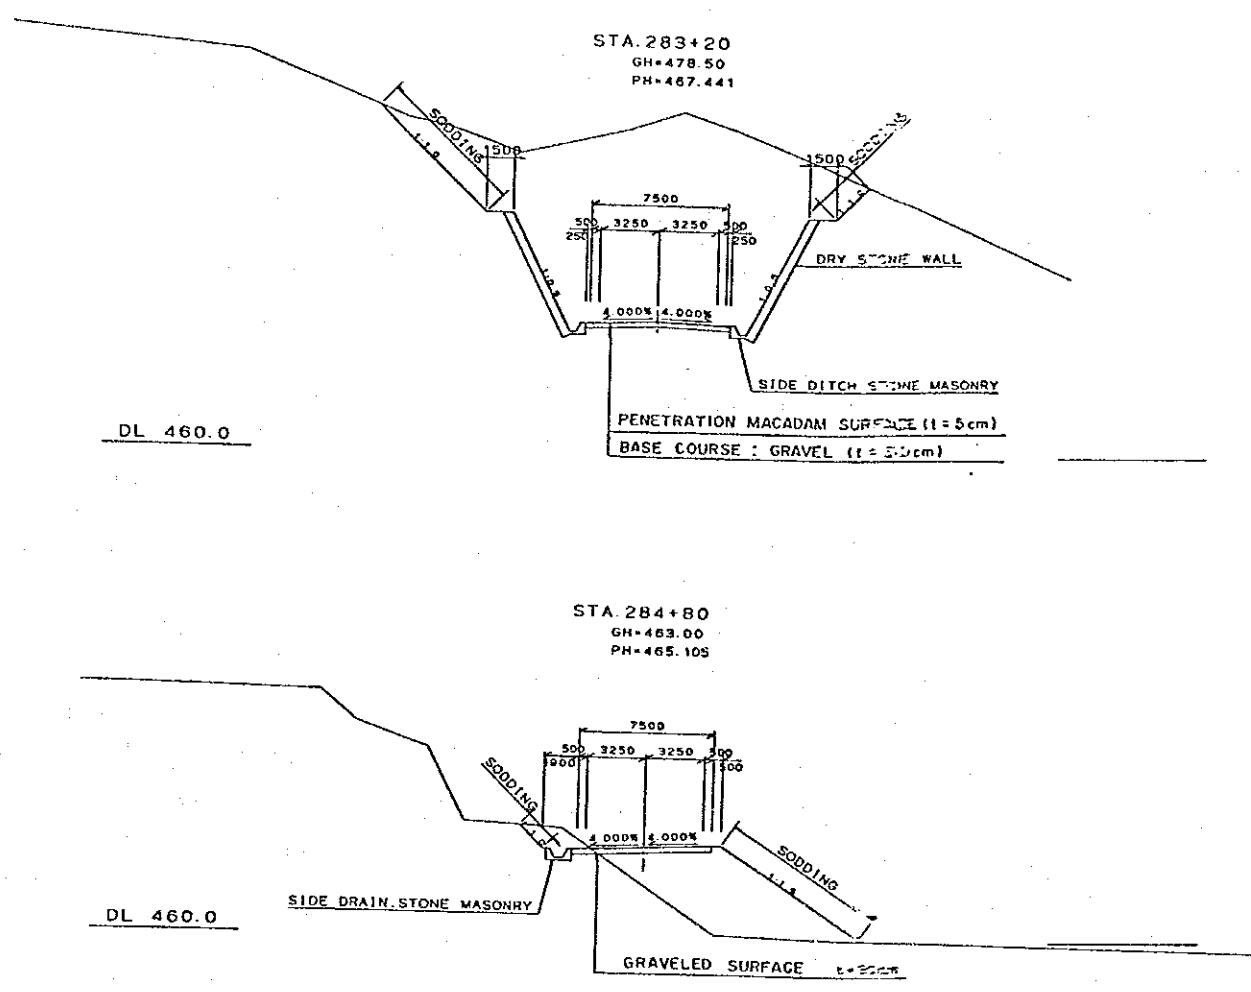 STA.283+20
GH=478.50
PH=467.441
SODDING
1:1.0
1500
7500
500 3250 3250 500
250 250
1500
SODDING
DRY STONE WALL
1:0.5
1:0.5
4.000% 4.000%
SIDE DITCH STONE MASONRY
DL 460.0
PENETRATION MACADAM SURFACE (t = 5cm)
BASE COURSE : GRAVEL
STA.284+80
GH=463.00
PH=465.105
7500
500 3250 3250 500
900 500
SODDING
4.000% 4.000%
SODDING
1:1.5
SIDE DRAIN.STONE MASONRY
DL 460.0
GRAVELED SURFACE